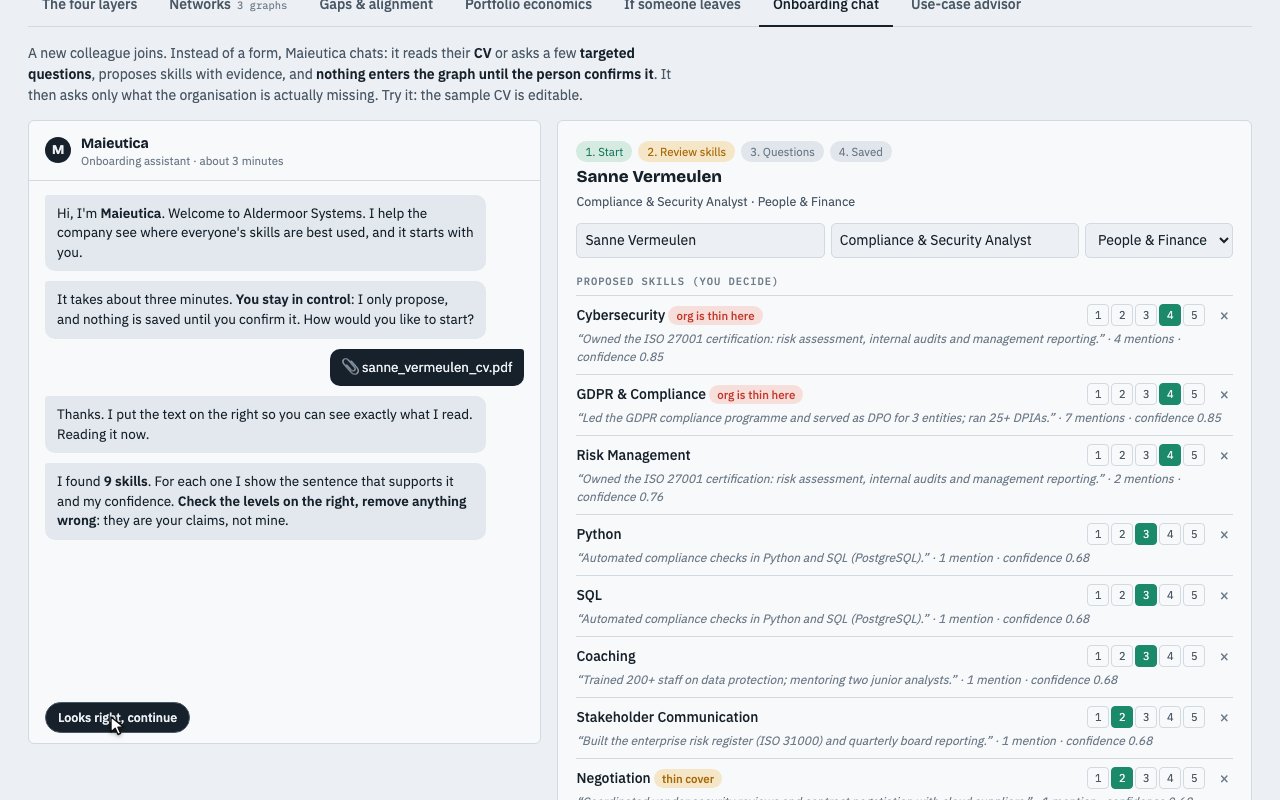 The four layers
Networks 3 graphs
Gaps & alignment
Portfolio economics
If someone leaves
Onboarding chat
Use-case advisor
A new colleague joins. Instead of a form, Maieutica chats: it reads their CV or asks a few targeted
questions, proposes skills with evidence, and nothing enters the graph until the person confirms it. It
then asks only what the organisation is actually missing. Try it: the sample CV is editable.
M
Maieutica
Onboarding assistant · about 3 minutes
Hi, I'm Maieutica. Welcome to Aldermoor Systems. I help the
company see where everyone's skills are best used, and it starts with
you.
It takes about three minutes. You stay in control: I only propose,
and nothing is saved until you confirm it. How would you like to start?
sanne_vermeulen_cv.pdf
Thanks. I put the text on the right so you can see exactly what I read.
Reading it now.
I found 9 skills. For each one I show the sentence that supports it
and my confidence. Check the levels on the right, remove anything
wrong: they are your claims, not mine.
Looks right, continue
1. Start 2. Review skills 3. Questions 4. Saved
Sanne Vermeulen
Compliance & Security Analyst · People & Finance
Sanne Vermeulen
Compliance & Security Analyst
People & Finance
PROPOSED SKILLS (YOU DECIDE)
Cybersecurity org is thin here 1 2 3 4 5 ×
“Owned the ISO 27001 certification: risk assessment, internal audits and management reporting.” · 4 mentions ·
confidence 0.85
GDPR & Compliance org is thin here 1 2 3 4 5 ×
“Led the GDPR compliance programme and served as DPO for 3 entities; ran 25+ DPIAs.” · 7 mentions · confidence 0.85
Risk Management 1 2 3 4 5 ×
“Owned the ISO 27001 certification: risk assessment, internal audits and management reporting.” · 2 mentions ·
confidence 0.76
Python 1 2 3 4 5 ×
“Automated compliance checks in Python and SQL (PostgreSQL).” · 1 mention · confidence 0.68
SQL 1 2 3 4 5 ×
“Automated compliance checks in Python and SQL (PostgreSQL).” · 1 mention · confidence 0.68
Coaching 1 2 3 4 5 ×
“Trained 200+ staff on data protection; mentoring two junior analysts.” · 1 mention · confidence 0.68
Stakeholder Communication 1 2 3 4 5 ×
“Built the enterprise risk register (ISO 31000) and quarterly board reporting.” · 1 mention · confidence 0.68
Negotiation thin cover 1 2 3 4 5 ×